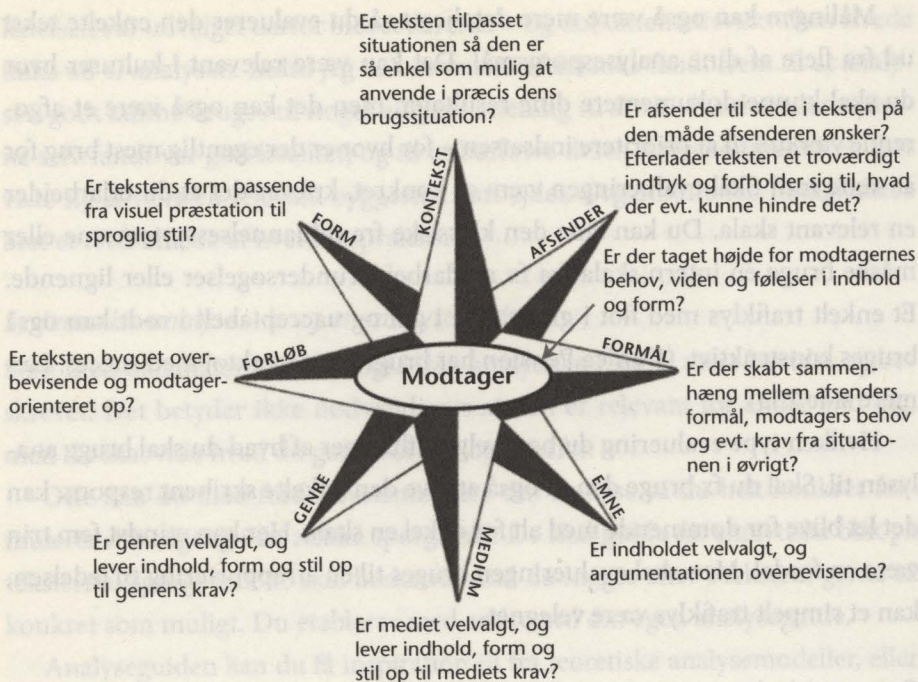 Er teksten tilpasset
situationen så den er
så enkel som mulig at
anvende i præcis dens
brugssituation?
Er afsender til stede i teksten på
den måde afsenderen ønsker?
Efterlader teksten et troværdigt
indtryk og forholder sig til, hvad
der evt. kunne hindre det?
Er tekstens form passende
fra visuel præstation til
sproglig stil?
KONTEKST
FORM
AFSENDER
Er der taget højde for modtagernes
behov, viden og følelser i indhold
og form?
Er teksten bygget over-
bevisende og modtager-
orienteret op?
FORLØB
Modtager
FORMÅL
Er der skabt sammen-
hæng mellem afsenders
formål, modtagers behov
og evt. krav fra situatio-
nen i øvrigt?
GENRE
MEDIUM
EMNE
Er genren velvalgt, og
lever indhold, form og stil op
til genrens krav?
Er indholdet velvalgt, og
argumentationen overbevisende?
Er mediet velvalgt, og
lever indhold, form og
stil op til mediets krav?